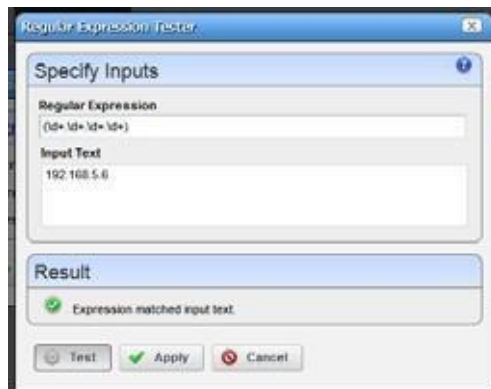 Regular Expression Tester
Specify Inputs
Regular Expression
(\d+.\d+.\d+.\d+)
Input Text
192.168.5.6
Result
Expression matched input text.
Test
Apply
Cancel